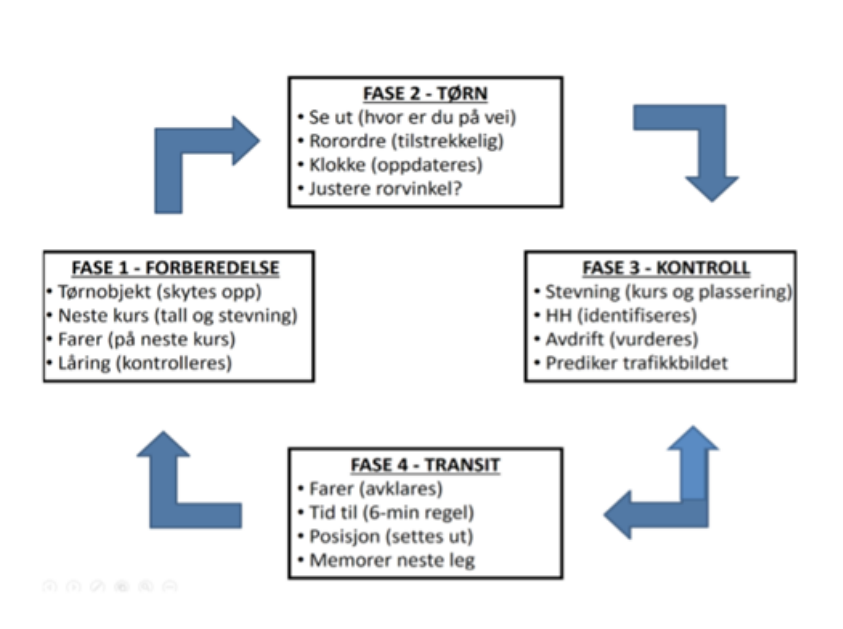 FASE 2 - TØRN
• Se ut (hvor er du på vei)
• Rorordre (tilstrekkelig)
• Klokke (oppdateres)
• Justere rorvinkel?
FASE 1 - FORBEREDELSE
• Tørnobjekt (skytes opp)
• Neste kurs (tall og stevning)
• Farer (på neste kurs)
• Låring (kontrolleres)
FASE 3 - KONTROLL
• Stevning (kurs og plassering)
• HH (identifiseres)
• Avdrift (vurderes)
• Prediker trafikkbildet
FASE 4 - TRANSIT
• Farer (avklares)
• Tid til (6-min regel)
• Posisjon (settes ut)
• Memorer neste leg